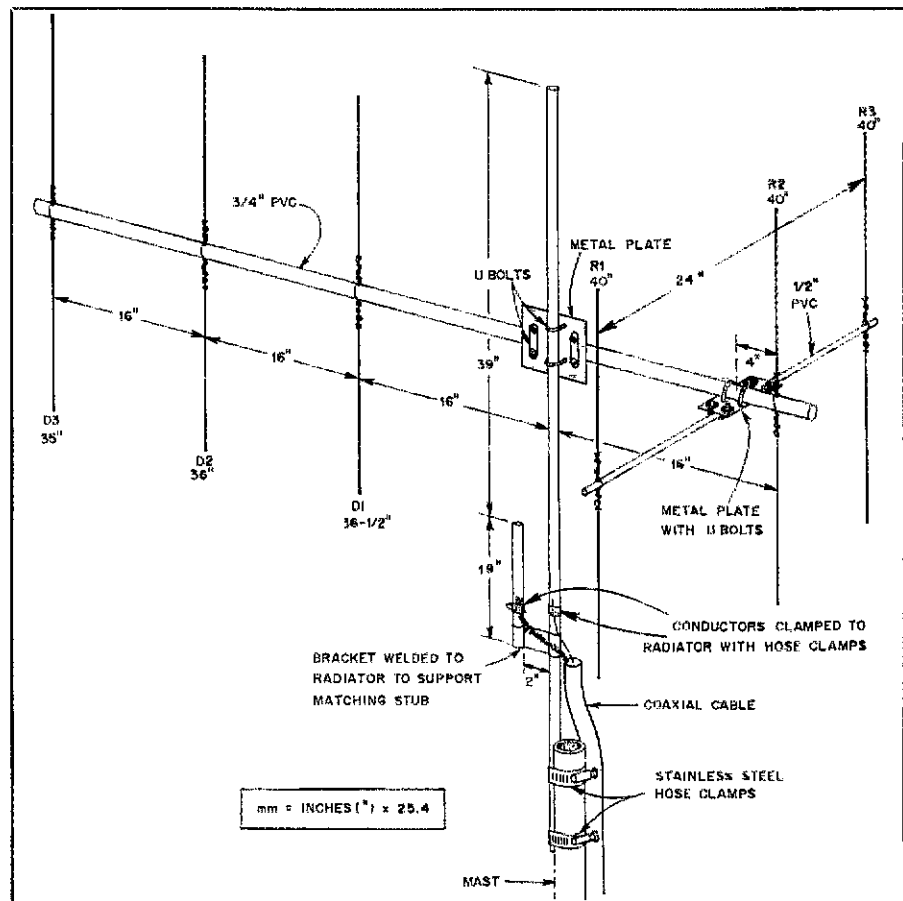 R3
40"
R2
40"
3/4" PVC
METAL PLATE
U BOLTS
R1
40"
24"
1/2"
PVC
4"
16"
16"
39"
16"
16"
D3
35"
D2
36"
D1
36-1/2"
METAL PLATE
WITH U BOLTS
19"
CONDUCTORS CLAMPED TO
RADIATOR WITH HOSE CLAMPS
BRACKET WELDED TO
RADIATOR TO SUPPORT
MATCHING STUB
2"
COAXIAL CABLE
STAINLESS STEEL
HOSE CLAMPS
mm = INCHES (") x 25.4
MAST